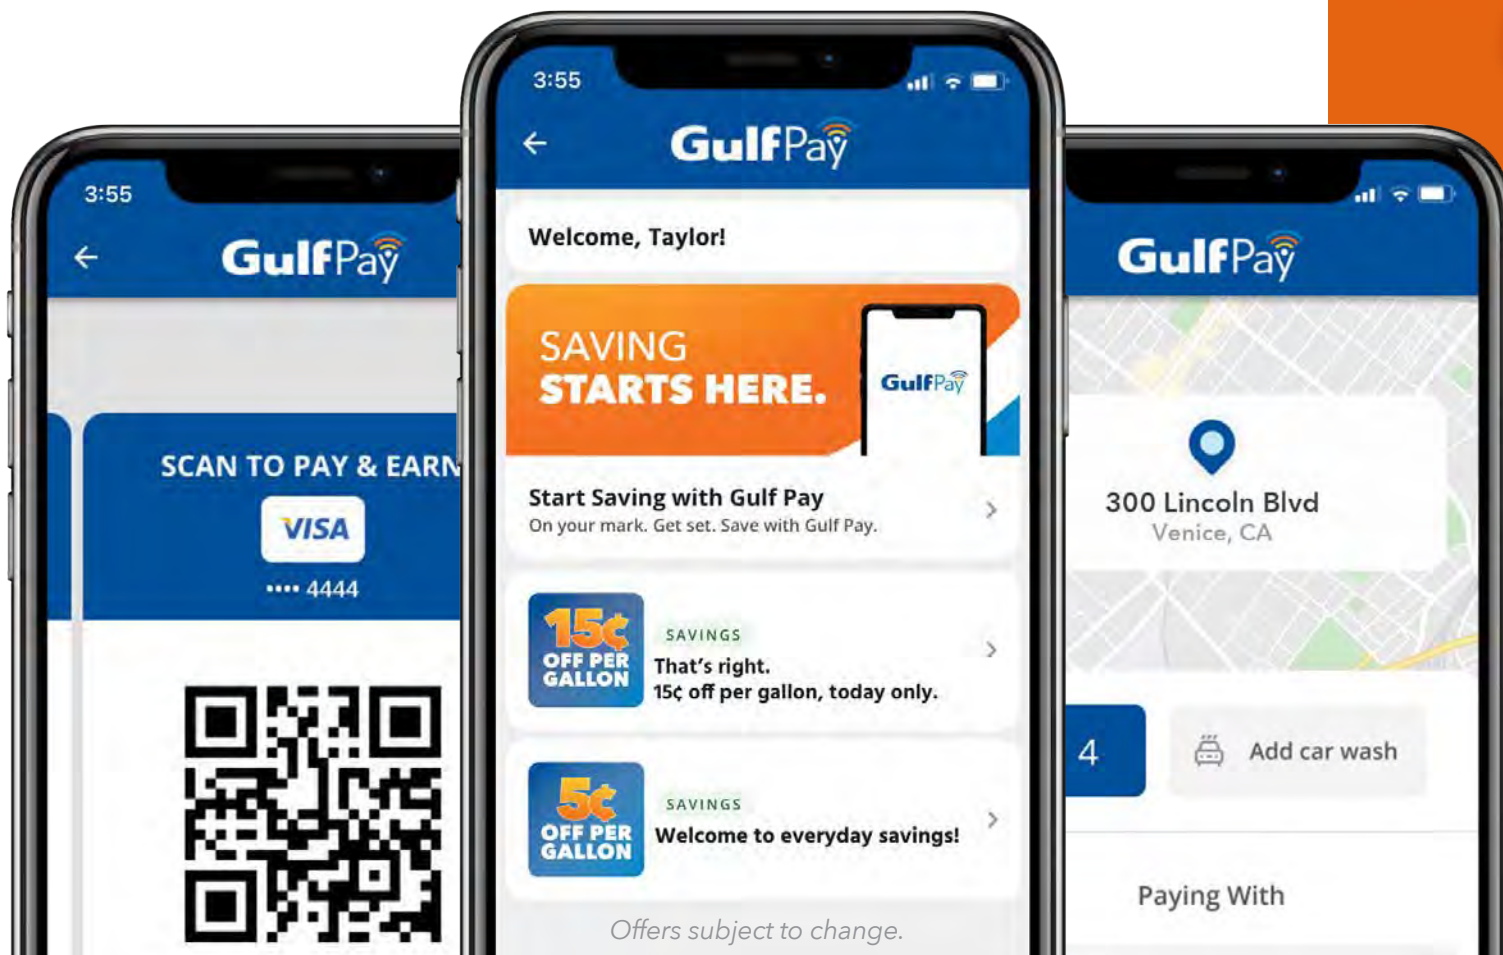 3:55
GulfPay
SCAN TO PAY & EARN
VISA
•••• 4444
3:55
GulfPay
Welcome, Taylor!
SAVING
STARTS HERE.
GulfPay
Start Saving with Gulf Pay
On your mark. Get set. Save with Gulf Pay.
15¢
OFF PER
GALLON
SAVINGS
That's right.
15¢ off per gallon, today only.
5¢
OFF PER
GALLON
SAVINGS
Welcome to everyday savings!
Offers subject to change.
GulfPay
300 Lincoln Blvd
Venice, CA
4
Add car wash
Paying With